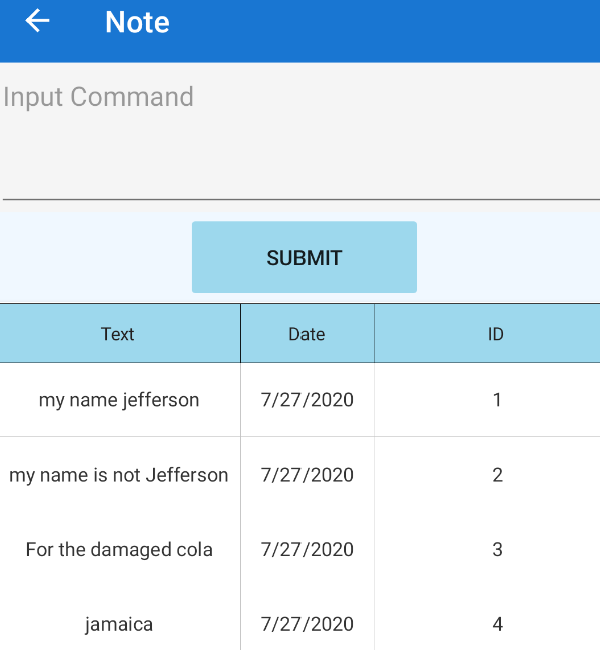 Note
Input Command
SUBMIT
Text Date ID
my name jefferson 7/27/2020 1
my name is not Jefferson 7/27/2020 2
For the damaged cola 7/27/2020 3
jamaica 7/27/2020 4